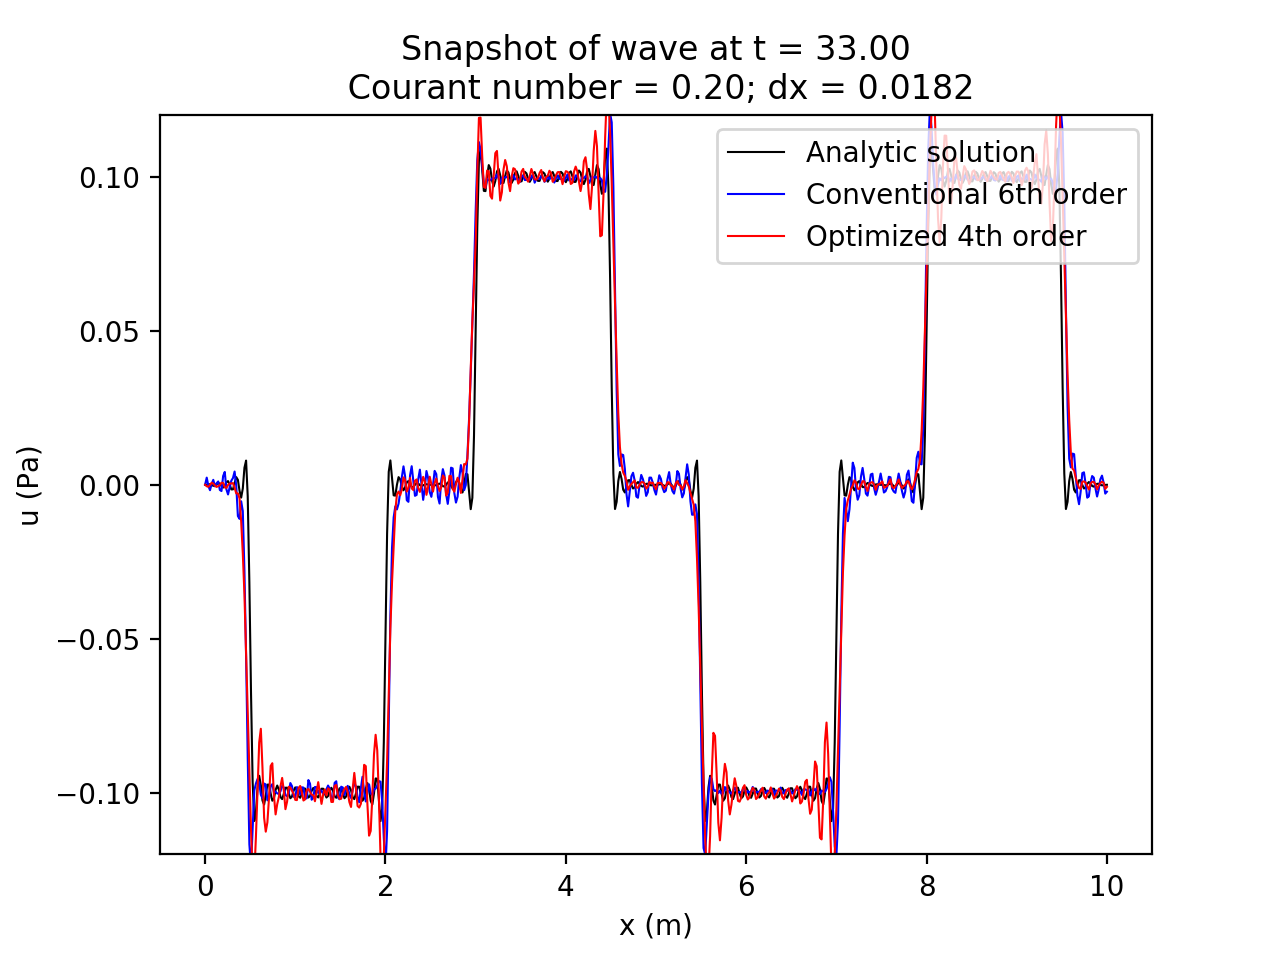 Snapshot of wave at t = 33.00
Courant number = 0.20; dx = 0.0182
Analytic solution
Conventional 6th order
Optimized 4th order
0.10
0.05
0.00
−0.05
−0.10
u (Pa)
0 2 4 6 8 10
x (m)